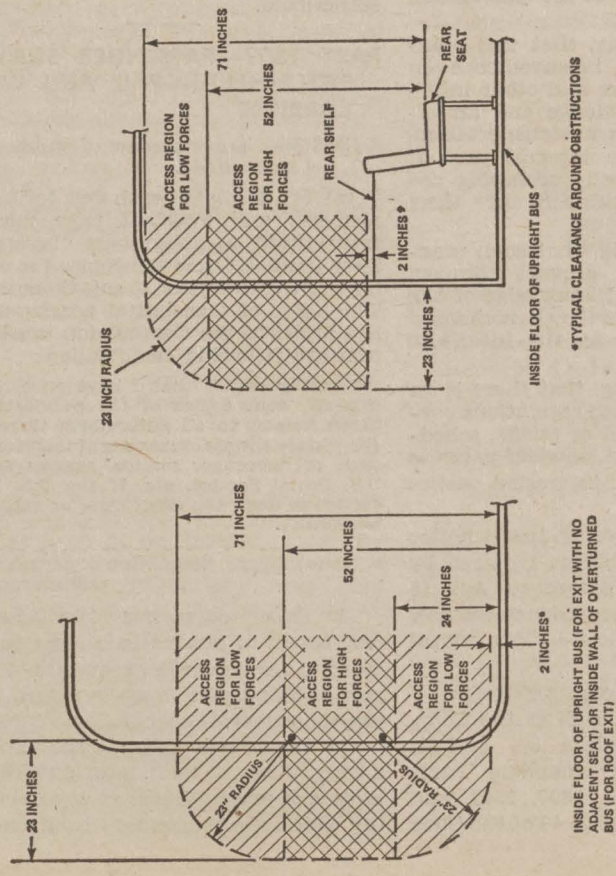 23 INCHES
71 INCHES
52 INCHES
24 INCHES
ACCESS
REGION
FOR LOW
FORCES
ACCESS
REGION
FOR HIGH
FORCES
ACCESS
REGION
FOR LOW
FORCES
23" RADIUS
23" RADIUS
2 INCHES*
INSIDE FLOOR OF UPRIGHT BUS (FOR EXIT WITH NO
ADJACENT SEAT) OR INSIDE WALL OF OVERTURNED
BUS (FOR ROOF EXIT)
23 INCH RADIUS
71 INCHES
52 INCHES
ACCESS REGION
FOR LOW FORCES
ACCESS
REGION
FOR HIGH
FORCES
REAR SHELF
REAR
SEAT
2 INCHES*
23 INCHES
INSIDE FLOOR OF UPRIGHT BUS
*TYPICAL CLEARANCE AROUND OBSTRUCTIONS